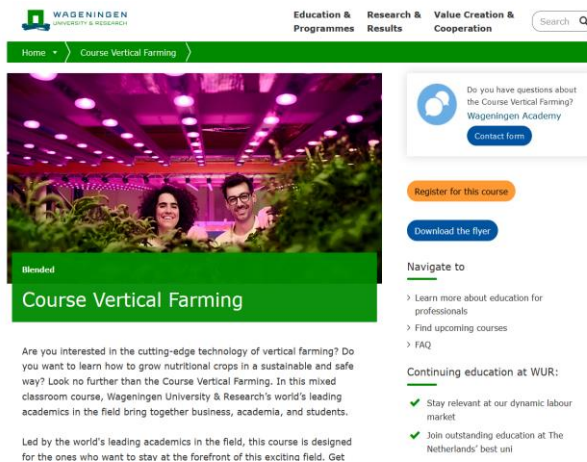 WAGENINGEN
UNIVERSITY & RESEARCH
Education &
Programmes
Research &
Results
Value Creation &
Cooperation
Search
Home
Course Vertical Farming
Do you have questions about
the Course Vertical Farming?
Wageningen Academy
Contact form
Register for this course
Download the flyer
Blended
Course Vertical Farming
Navigate to
> Learn more about education for
professionals
> Find upcoming courses
> FAQ
Are you interested in the cutting-edge technology of vertical farming? Do
you want to learn how to grow nutritional crops in a sustainable and safe
way? Look no further than the Course Vertical Farming. In this mixed
classroom course, Wageningen University & Research's world's leading
academics in the field bring together business, academia, and students.
Led by the world's leading academics in the field, this course is designed
for the ones who want to stay at the forefront of this exciting field. Get
Continuing education at WUR:
Stay relevant at our dynamic labour
market
Join outstanding education at The
Netherlands' best uni